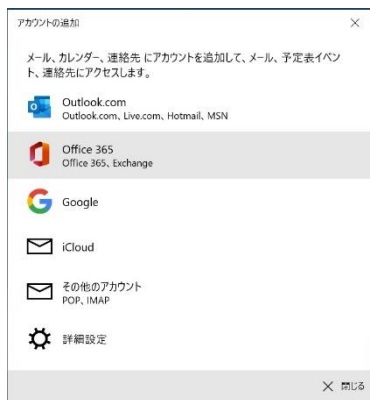 アカウントの追加
メール、カレンダー、連絡先 にアカウントを追加して、メール、予定表イベン
ト、連絡先にアクセスします。
Outlook.com
Outlook.com、Live.com、Hotmail、MSN
Office 365
Office 365、Exchange
Google
iCloud
その他のアカウント
POP、IMAP
詳細設定
閉じる